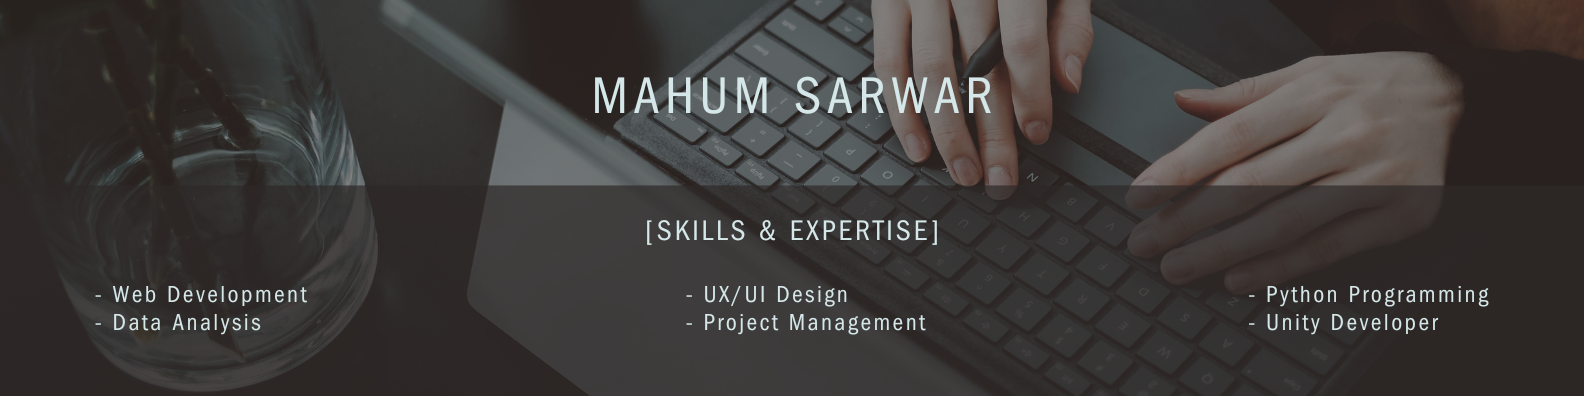 MAHUM SARWAR
[SKILLS & EXPERTISE]
- Web Development
- Data Analysis
- UX/UI Design
- Project Management
- Python Programming
- Unity Developer